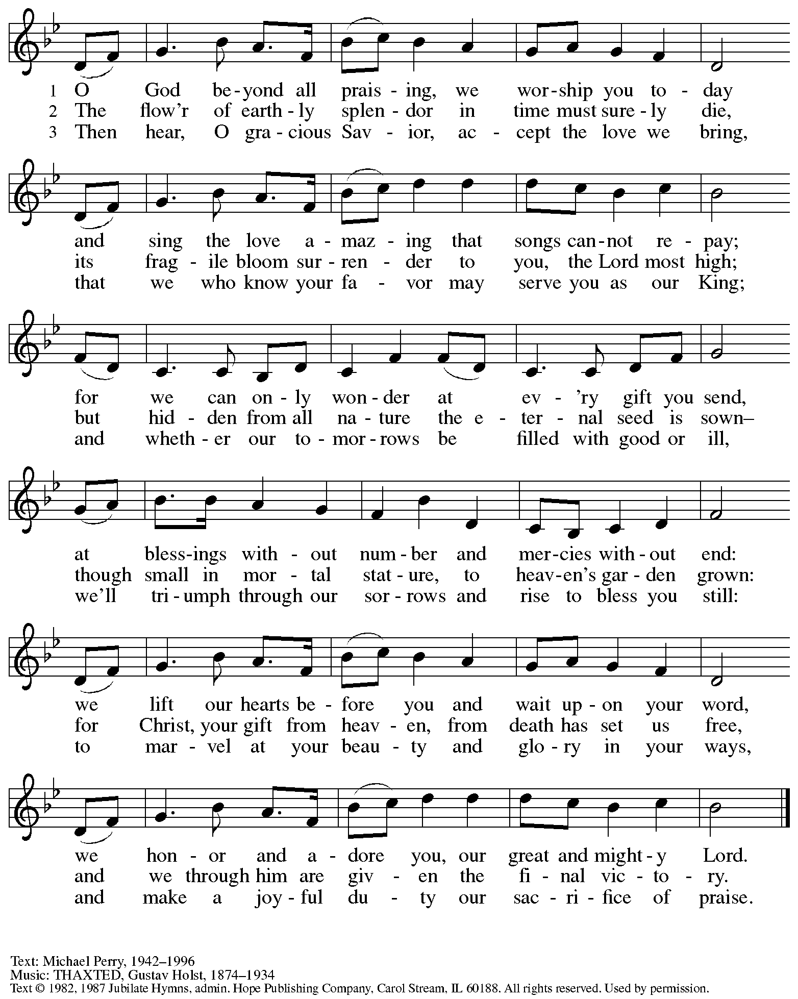 1 O God be-yond all prais - ing, we wor-ship you to - day
2 The flow'r of earth - ly splen - dor in time must sure - ly die,
3 Then hear, O gra - cious Sav - ior, ac - cept the love we bring,
and sing the love a - maz - ing that songs can-not re - pay;
its frag - ile bloom sur - ren - der to you, the Lord most high;
that we who know your fa - vor may serve you as our King;
for we can on - ly won - der at ev - 'ry gift you send,
but hid - den from all na - ture the e - ter - nal seed is sown–
and wheth - er our to - mor - rows be filled with good or ill,
at bless-ings with - out num - ber and mer-cies with - out end:
though small in mor - tal stat - ure, to heav-en's gar - den grown:
we'll tri - umph through our sor - rows and rise to bless you still:
we lift our hearts be - fore you and wait up - on your word,
for Christ, your gift from heav - en, from death has set us free,
to mar - vel at your beau - ty and glo - ry in your ways,
we hon - or and a - dore you, our great and might - y Lord.
and we through him are giv - en the fi - nal vic - to - ry.
and make a joy - ful du - ty our sac - ri - fice of praise.
Text: Michael Perry, 1942–1996
Music: THAXTED, Gustav Holst, 1874–1934
Text © 1982, 1987 Jubilate Hymns, admin. Hope Publishing Company, Carol Stream, IL 60188. All rights reserved. Used by permission.